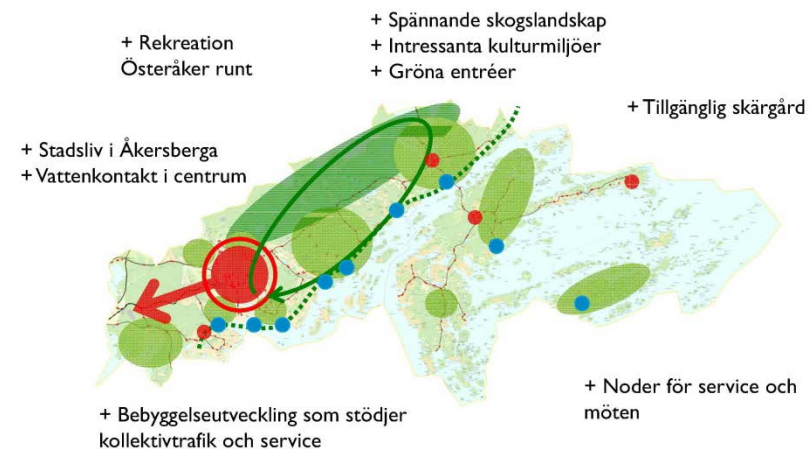 + Rekreation
Österåker runt
+ Spännande skogslandskap
+ Intressanta kulturmiljöer
+ Gröna entréer
+ Tillgänglig skärgård
+ Stadsliv i Åkersberga
+ Vattenkontakt i centrum
+ Noder för service och
möten
+ Bebyggelseutveckling som stödjer
kollektivtrafik och service